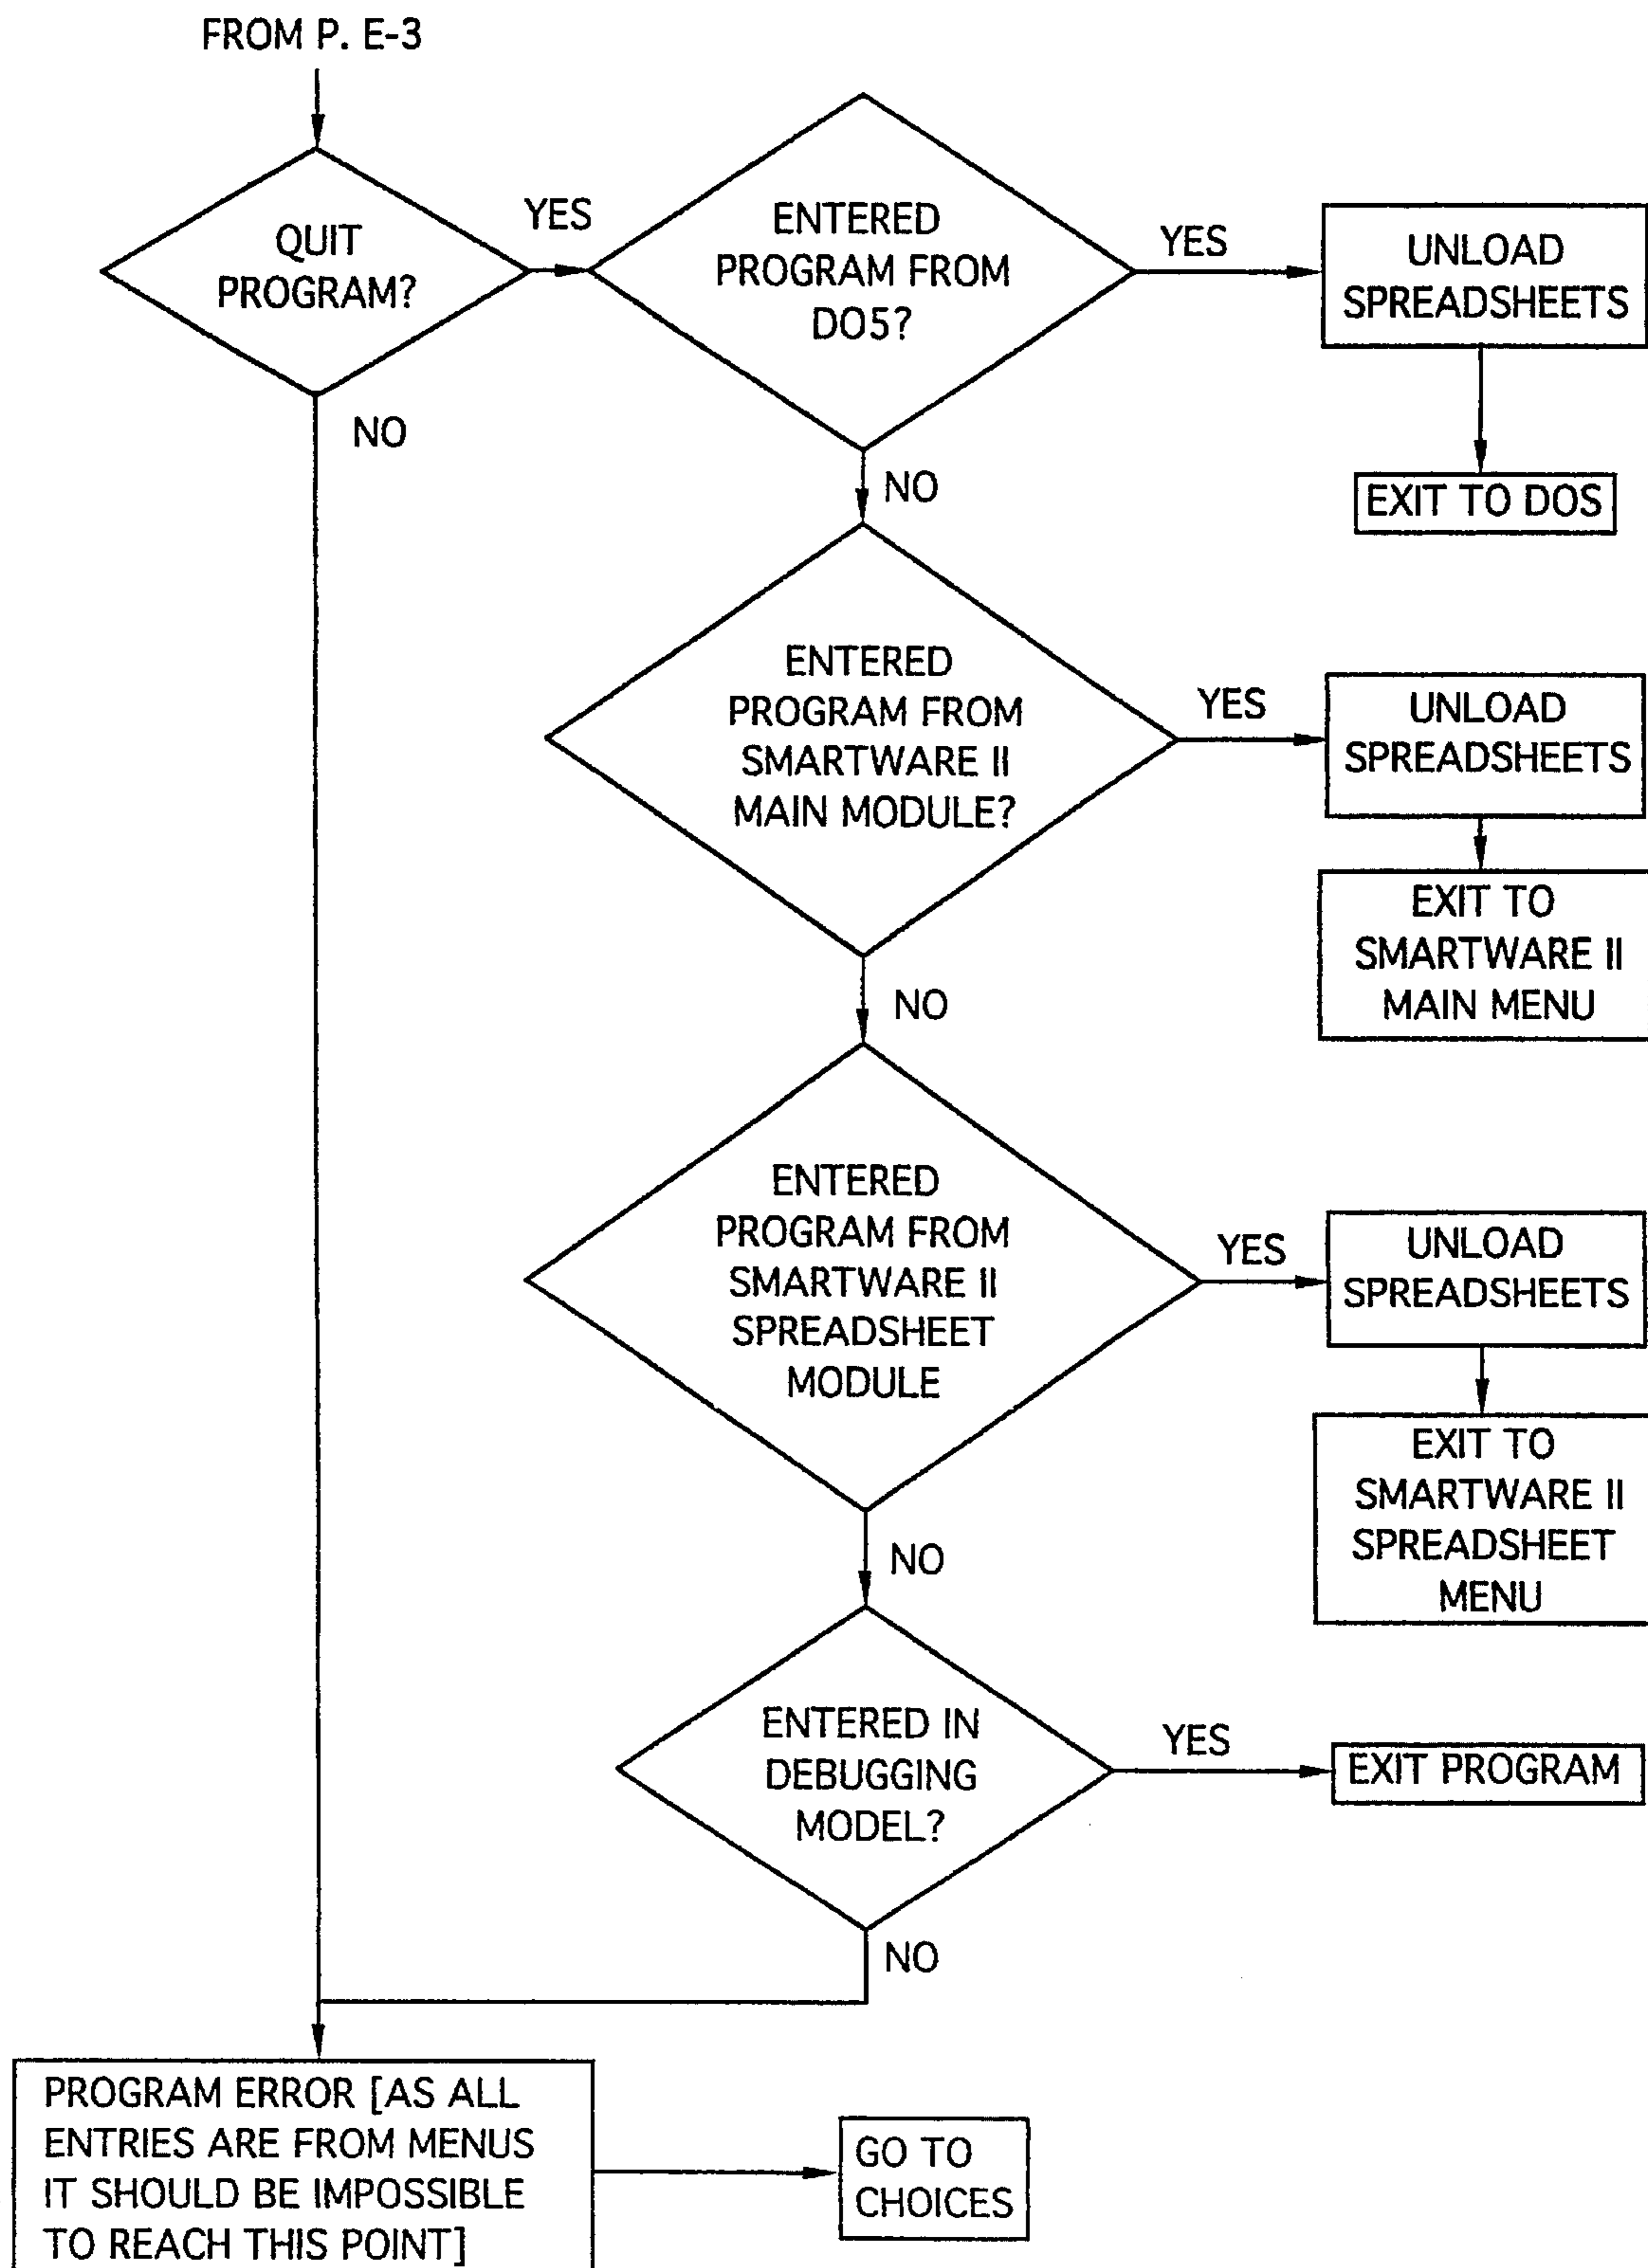 FROM P. E-3
QUIT
PROGRAM?
YES
NO
ENTERED
PROGRAM FROM
DO5?
YES
UNLOAD
SPREADSHEETS
EXIT TO DOS
NO
ENTERED
PROGRAM FROM
SMARTWARE II
MAIN MODULE?
YES
UNLOAD
SPREADSHEETS
EXIT TO
SMARTWARE II
MAIN MENU
NO
ENTERED
PROGRAM FROM
SMARTWARE II
SPREADSHEET
MODULE
YES
UNLOAD
SPREADSHEETS
EXIT TO
SMARTWARE II
SPREADSHEET
MENU
NO
ENTERED IN
DEBUGGING
MODEL?
YES
EXIT PROGRAM
NO
PROGRAM ERROR [AS ALL
ENTRIES ARE FROM MENUS
IT SHOULD BE IMPOSSIBLE
TO REACH THIS POINT]
GO TO
CHOICES